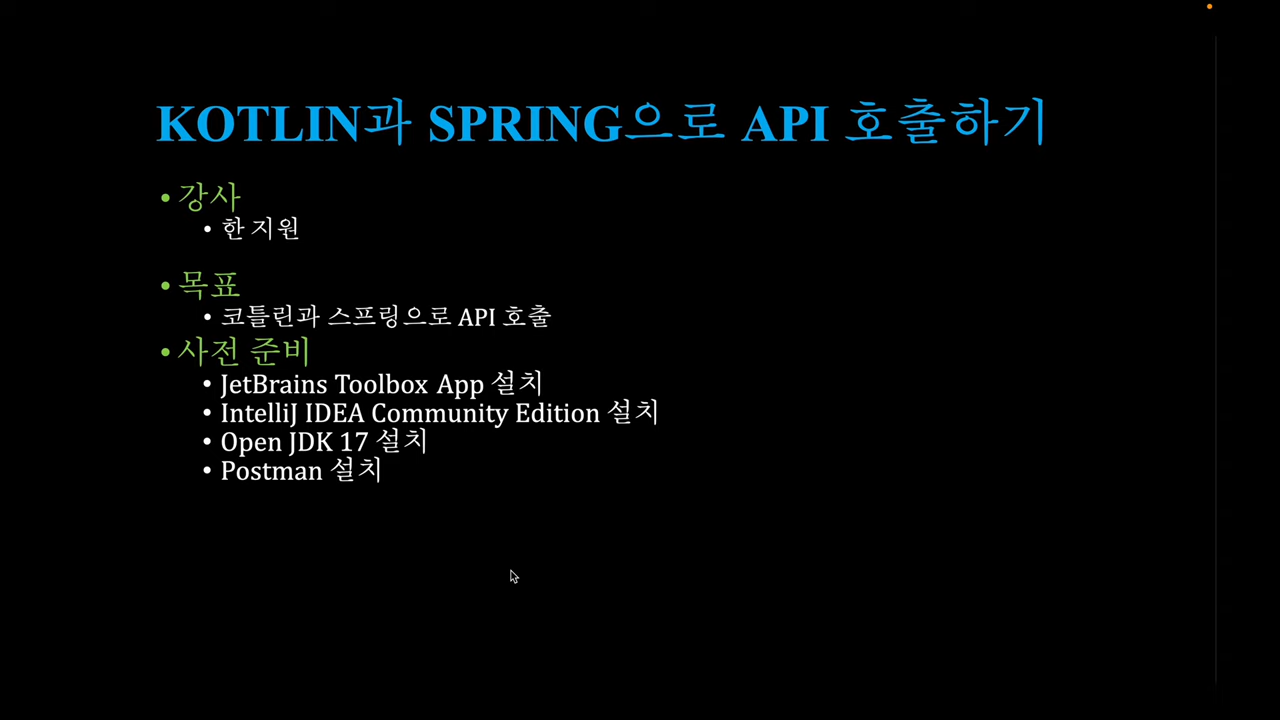 KOTLIN과 SPRING으로 API 호출하기
• 강사
• 한지원
• 목표
• 코틀린과 스프링으로 API 호출
• 사전 준비
• JetBrains Toolbox App 설치
• IntelliJ IDEA Community Edition 설치
• Open JDK 17 설치
• Postman 설치